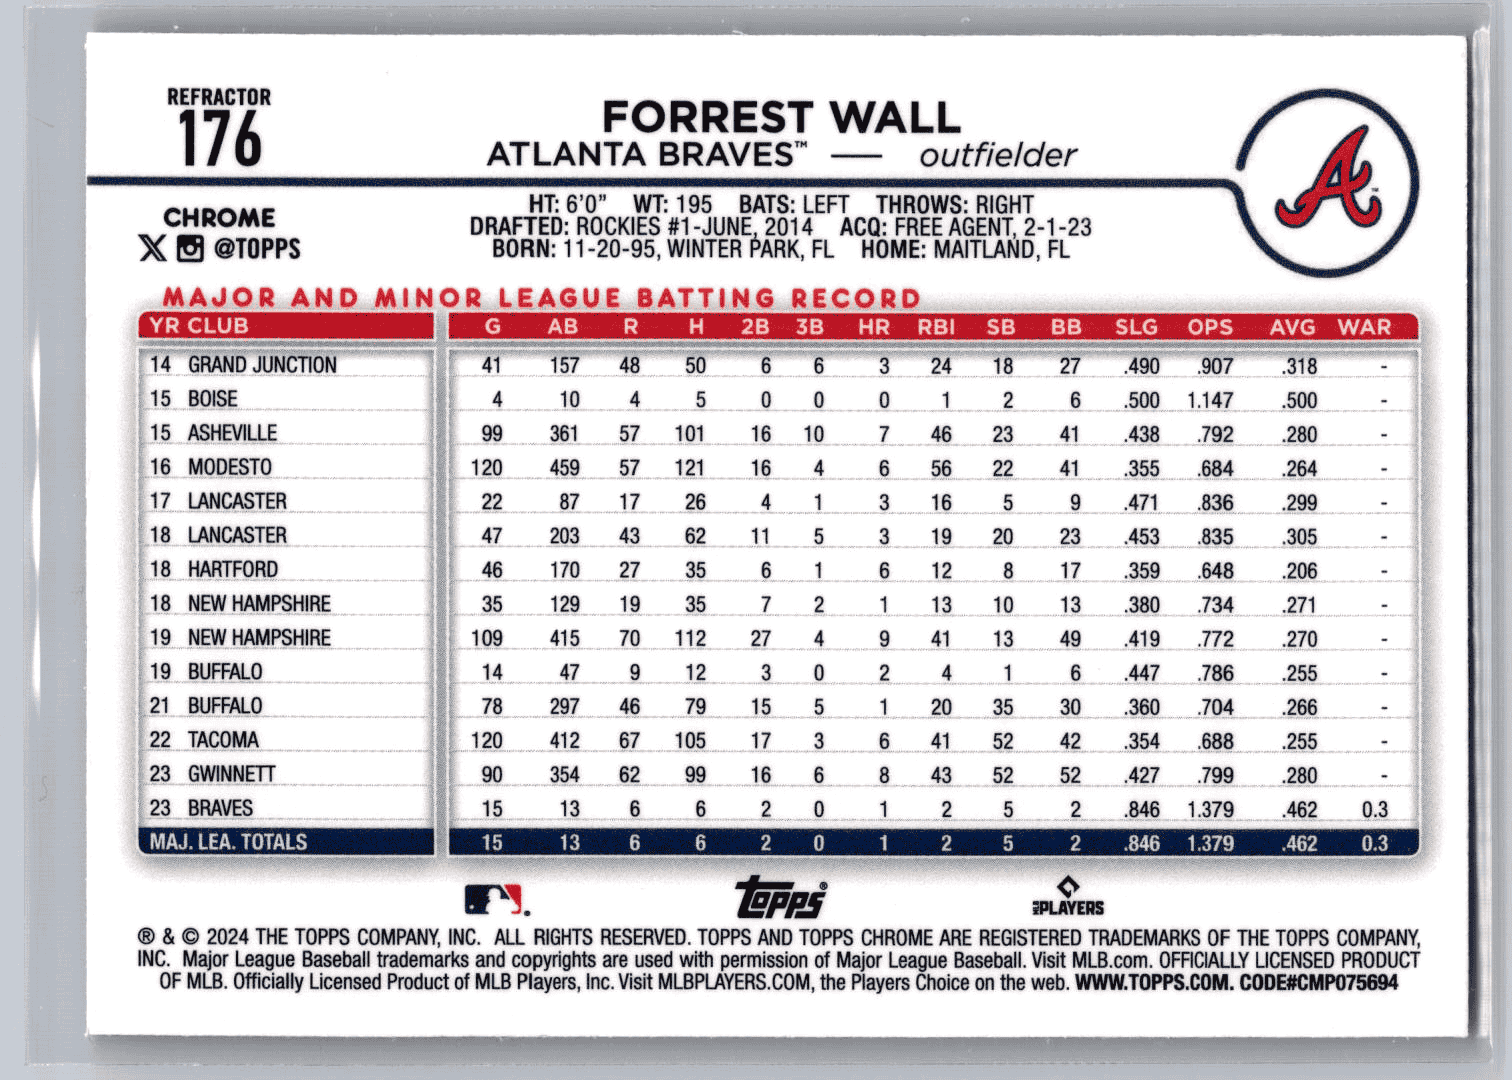 REFRACTOR
176
FORREST WALL
ATLANTA BRAVES™ — outfielder
A
CHROME
X @TOPPS
HT: 6'0" WT: 195 BATS: LEFT THROWS: RIGHT
DRAFTED: ROCKIES #1-JUNE, 2014 ACQ: FREE AGENT, 2-1-23
BORN: 11-20-95, WINTER PARK, FL HOME: MAITLAND, FL
MAJOR AND MINOR LEAGUE BATTING RECORD
YR CLUB G AB R H 2B 3B HR RBI SB BB SLG OPS AVG WAR
14 GRAND JUNCTION 41 157 48 50 6 6 3 24 18 27 .490 .907 .318 -
15 BOISE 4 10 4 5 0 0 0 1 2 6 .500 1.147 .500 -
15 ASHEVILLE 99 361 57 101 16 10 7 46 23 41 .438 .792 .280 -
16 MODESTO 120 459 57 121 16 4 6 56 22 41 .355 .684 .264 -
17 LANCASTER 22 87 17 26 4 1 3 16 5 9 .471 .836 .299 -
18 LANCASTER 47 203 43 62 11 5 3 19 20 23 .453 .835 .305 -
18 HARTFORD 46 170 27 35 6 1 6 12 8 17 .359 .648 .206 -
18 NEW HAMPSHIRE 35 129 19 35 7 2 1 13 10 13 .380 .734 .271 -
19 NEW HAMPSHIRE 109 415 70 112 27 4 9 41 13 49 .419 .772 .270 -
19 BUFFALO 14 47 9 12 3 0 2 4 1 6 .447 .786 .255 -
21 BUFFALO 78 297 46 79 15 5 1 20 35 30 .360 .704 .266 -
22 TACOMA 120 412 67 105 17 3 6 41 52 42 .354 .688 .255 -
23 GWINNETT 90 354 62 99 16 6 8 43 52 52 .427 .799 .280 -
23 BRAVES 15 13 6 6 2 0 1 2 5 2 .846 1.379 .462 0.3
MAJ. LEA. TOTALS 15 13 6 6 2 0 1 2 5 2 .846 1.379 .462 0.3
topps® PLAYERS
® & © 2024 THE TOPPS COMPANY, INC. ALL RIGHTS RESERVED. TOPPS AND TOPPS CHROME ARE REGISTERED TRADEMARKS OF THE TOPPS COMPANY,
INC. Major League Baseball trademarks and copyrights are used with permission of Major League Baseball. Visit MLB.com. OFFICIALLY LICENSED PRODUCT
OF MLB. Officially Licensed Product of MLB Players, Inc. Visit MLBPLAYERS.COM, the Players Choice on the web. WWW.TOPPS.COM. CODE#CMP075694